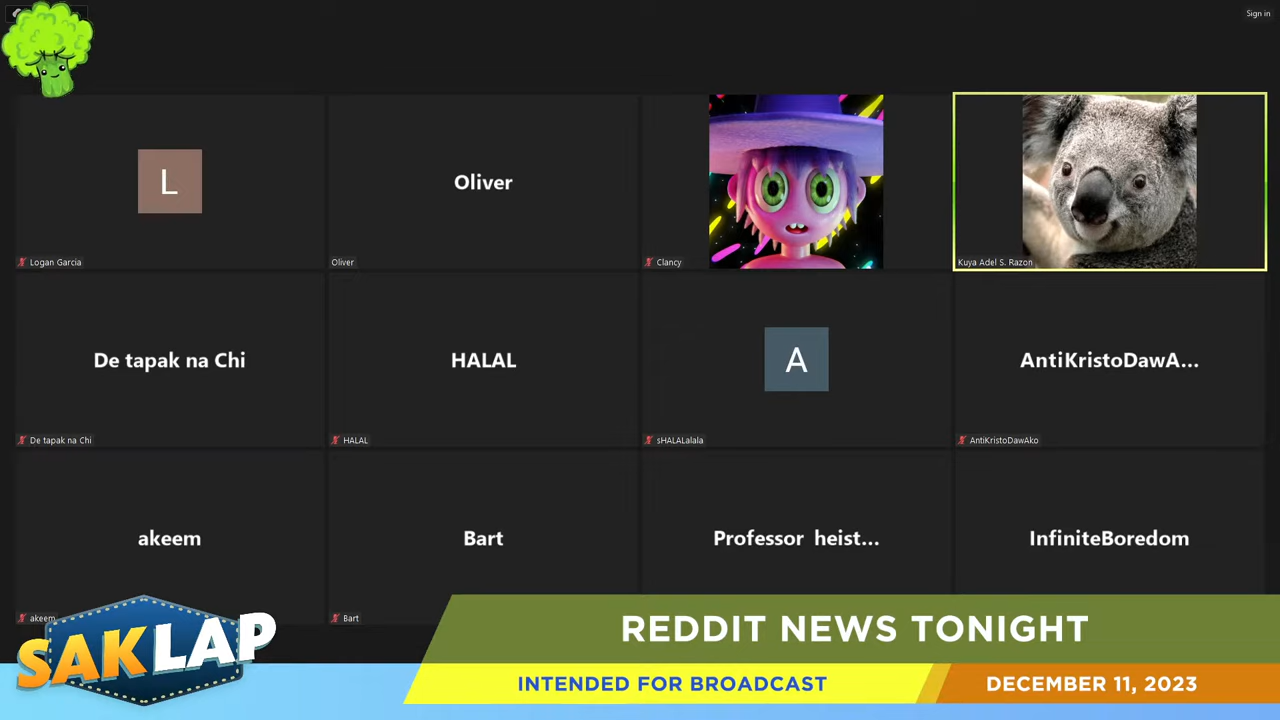 Sign in
L
Logan Garcia
Oliver
Oliver
Clancy
Kuya Adel S. Razon
De tapak na Chi
De tapak na Chi
HALAL
HALAL
A
sHALALalala
AntiKristoDawA...
AntiKristoDawAko
akeem
akeem
Bart
Bart
Professor heist...
InfiniteBoredom
SAKLAP
REDDIT NEWS TONIGHT
INTENDED FOR BROADCAST
DECEMBER 11, 2023